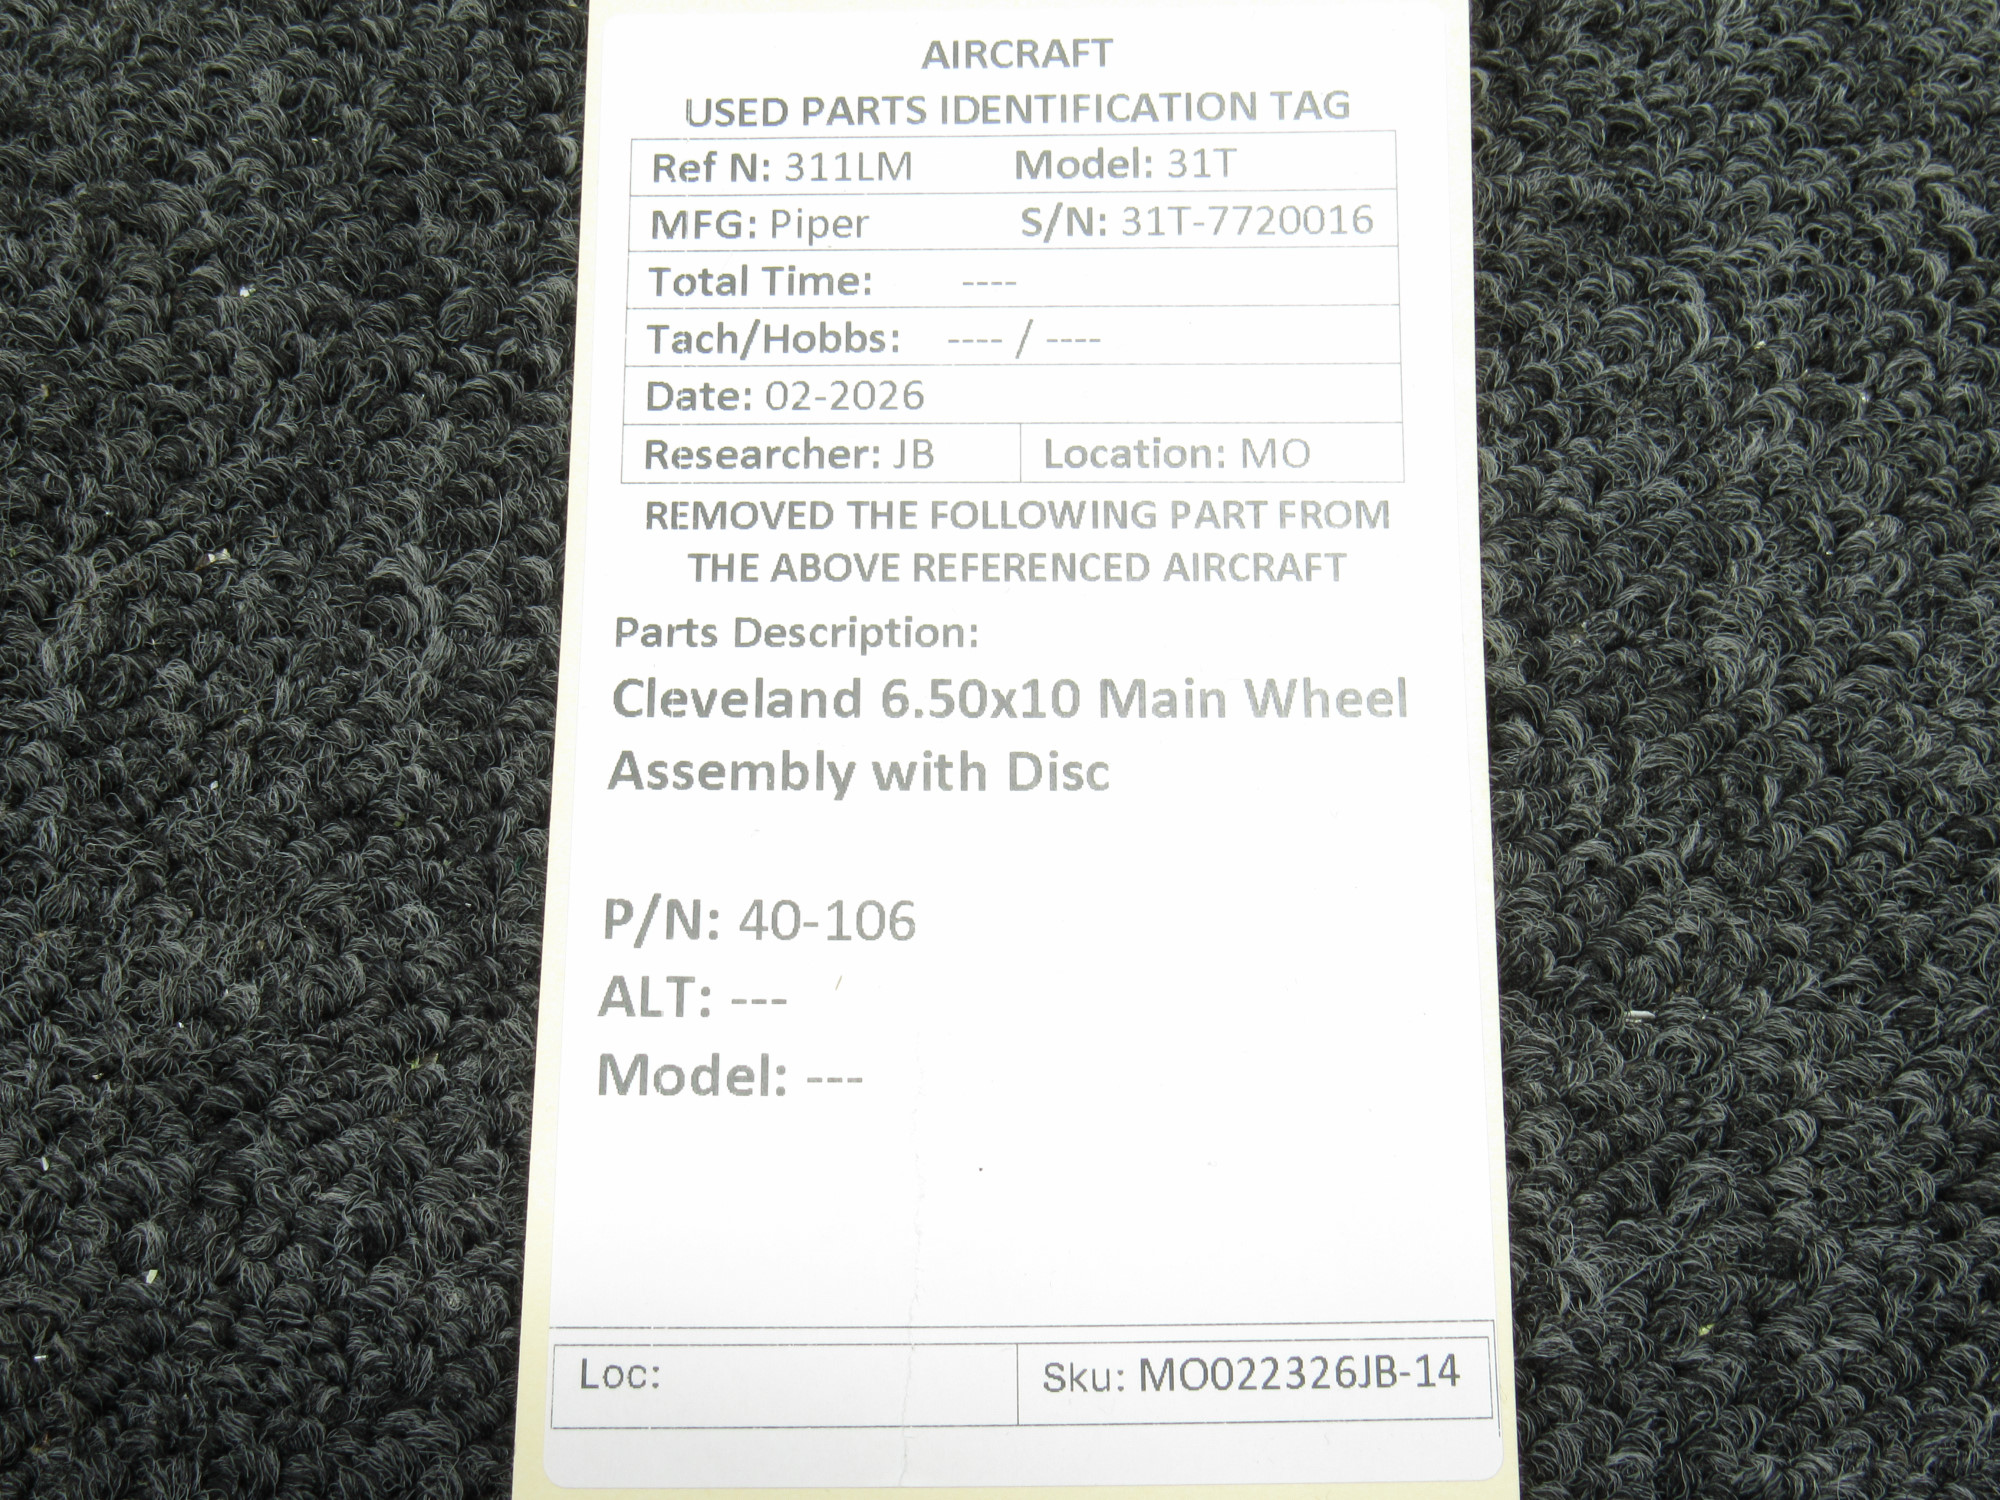 AIRCRAFT
USED PARTS IDENTIFICATION TAG
Ref N: 311LM Model: 31T
MFG: Piper S/N: 31T-7720016
Total Time: ----
Tach/Hobbs: ---- / ----
Date: 02-2026
Researcher: JB Location: MO
REMOVED THE FOLLOWING PART FROM
THE ABOVE REFERENCED AIRCRAFT
Parts Description:
Cleveland 6.50x10 Main Wheel
Assembly with Disc
P/N: 40-106
ALT: ---
Model: ---
Loc: Sku: MO022326JB-14